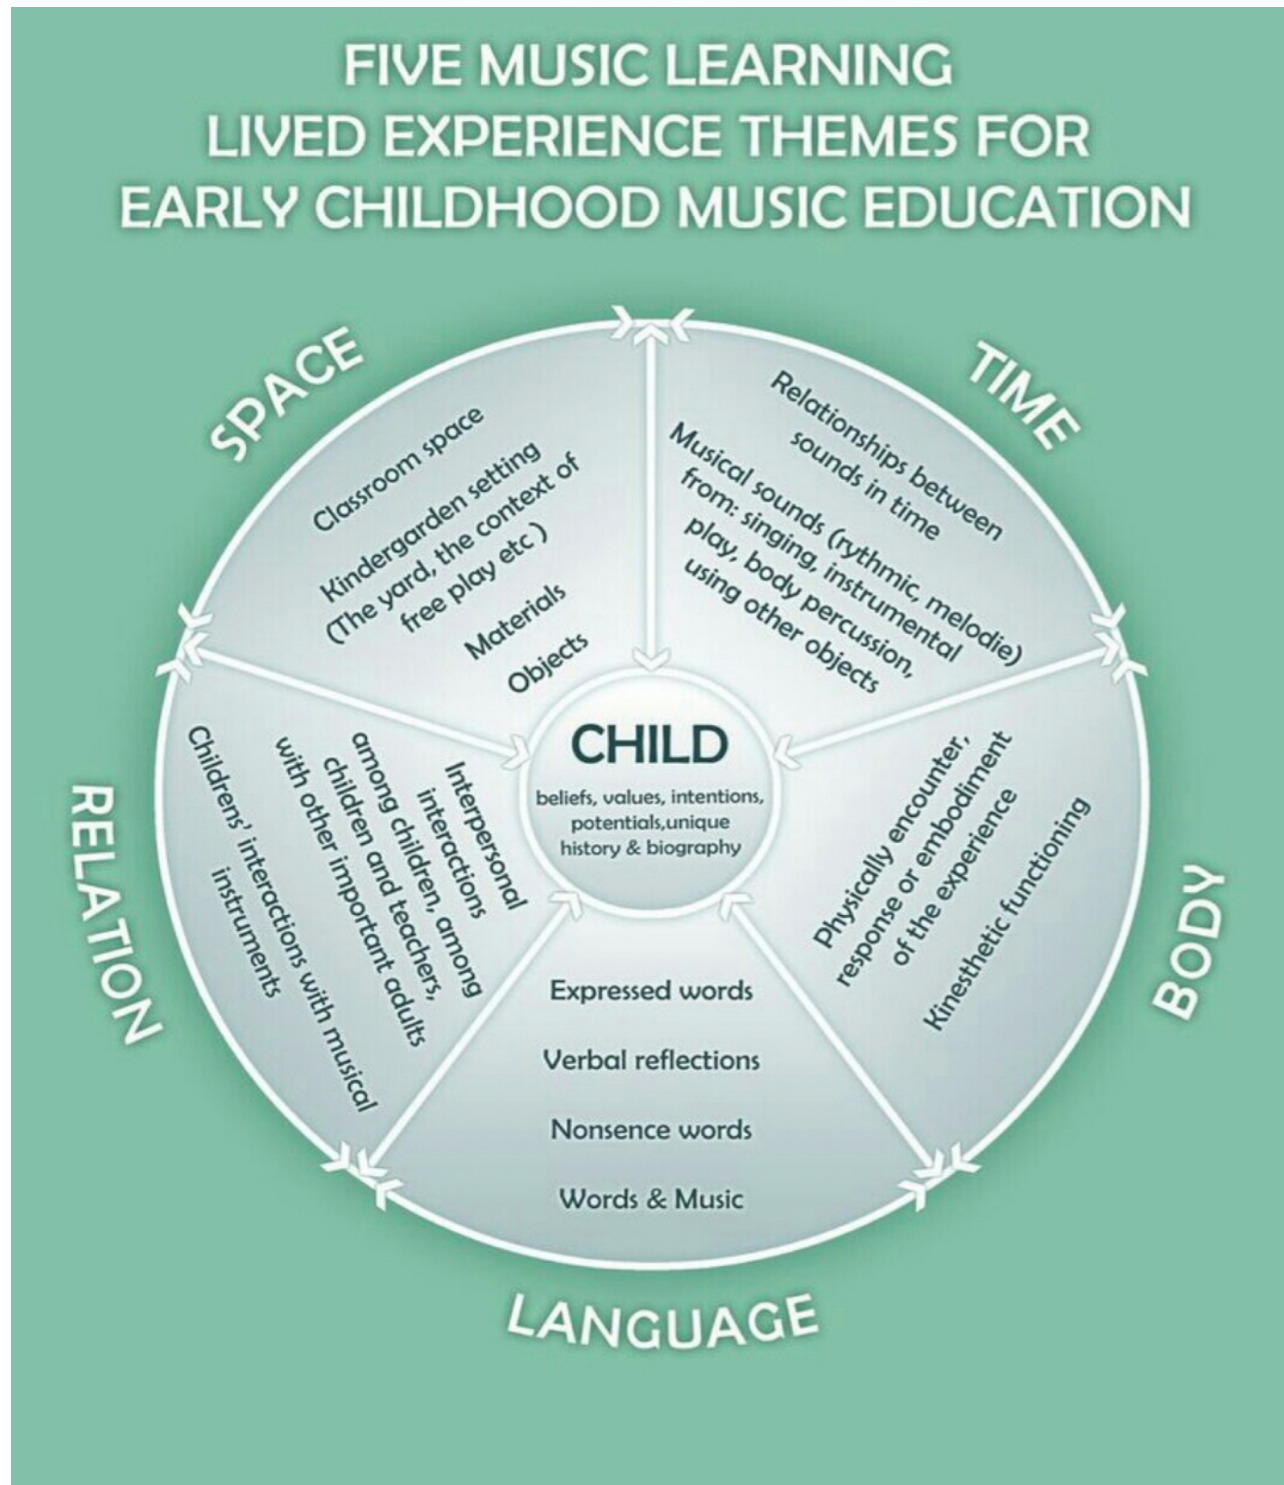 FIVE MUSIC LEARNING
LIVED EXPERIENCE THEMES FOR
EARLY CHILDHOOD MUSIC EDUCATION
SPACE
Classroom space
Kindergarden setting
(The yard, the context of
free play etc )
Materials
Objects
TIME
Relationships between
sounds in time
Musical sounds (rythmic, melodie)
from: singing, instrumental
play, body percussion,
using other objects
CHILD
beliefs, values, intentions,
potentials,unique
history & biography
RELATION
Interpersonal
interactions
among children, among
children and teachers,
with other important adults
Childrens' interactions with musical
instruments
BODY
Physically encounter,
response or embodiment
of the experience
Kinesthetic functioning
Expressed words
Verbal reflections
Nonsence words
Words & Music
LANGUAGE